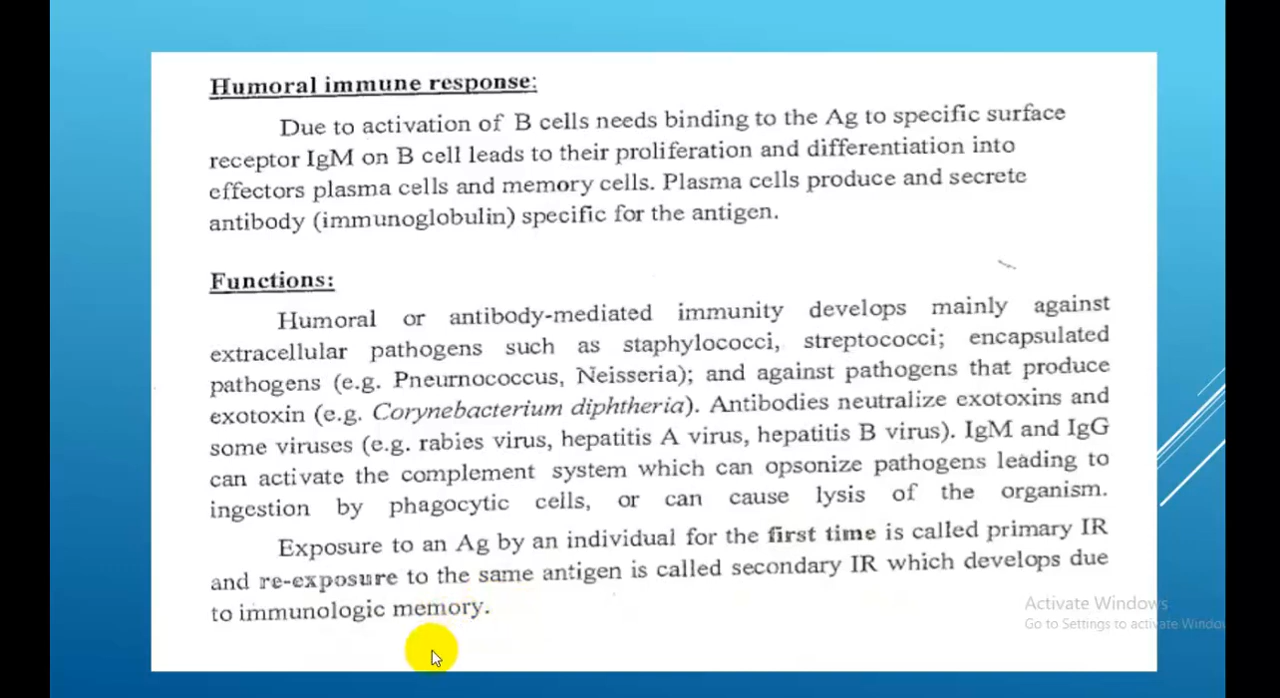 Humoral immune response:
Due to activation of B cells needs binding to the Ag to specific surface
receptor IgM on B cell leads to their proliferation and differentiation into
effectors plasma cells and memory cells. Plasma cells produce and secrete
antibody (immunoglobulin) specific for the antigen.
Functions:
Humoral or antibody-mediated immunity develops mainly against
extracellular pathogens such as staphylococci, streptococci; encapsulated
pathogens (e.g. Pneurnococcus, Neisseria); and against pathogens that produce
exotoxin (e.g. Corynebacterium diphtheria). Antibodies neutralize exotoxins and
some viruses (e.g. rabies virus, hepatitis A virus, hepatitis B virus). IgM and IgG
can activate the complement system which can opsonize pathogens leading to
ingestion by phagocytic cells, or can cause lysis of the organism.
Exposure to an Ag by an individual for the first time is called primary IR
and re-exposure to the same antigen is called secondary IR which develops due
to immunologic memory.
Activate Windows
Go to Settings to activate Windo